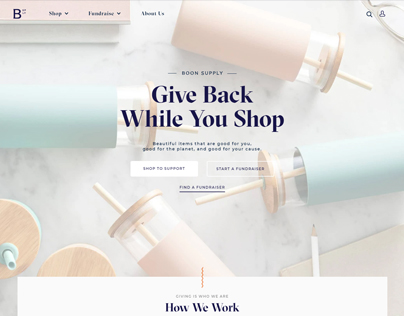 B
Shop
Fundraise
About Us
BOON SUPPLY
Give Back
While You Shop
Beautiful items that are good for you,
good for the planet, and good for your cause.
SHOP TO SUPPORT
START A FUNDRAISER
FIND A FUNDRAISER
GIVING IS WHO WE ARE
How We Work